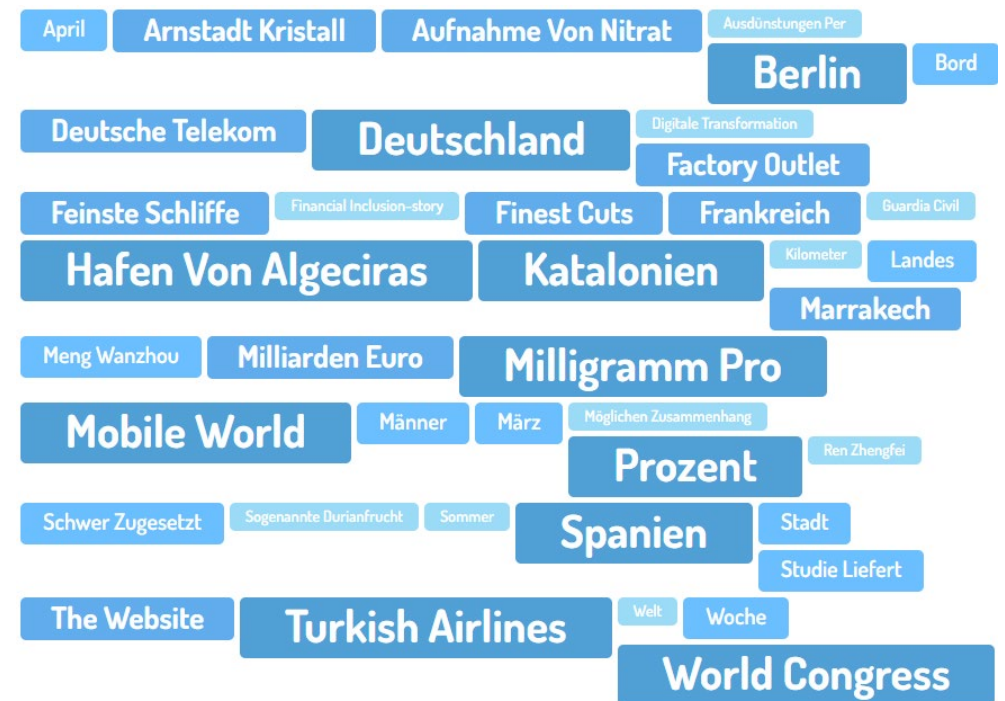 April Arnstadt Kristall Aufnahme Von Nitrat Ausdünstungen Per
Berlin Bord
Deutsche Telekom Deutschland Digitale Transformation
Factory Outlet
Feinste Schliffe Financial Inclusion-story Finest Cuts Frankreich Guardia Civil
Hafen Von Algeciras Katalonien Kilometer Landes
Marrakech
Meng Wanzhou Milliarden Euro Milligramm Pro
Mobile World Männer März Möglichen Zusammenhang
Prozent Ren Zhengfei
Schwer Zugesetzt Sogenannte Durianfrucht Sommer Spanien Stadt
Studie Liefert
The Website Turkish Airlines Welt Woche
World Congress